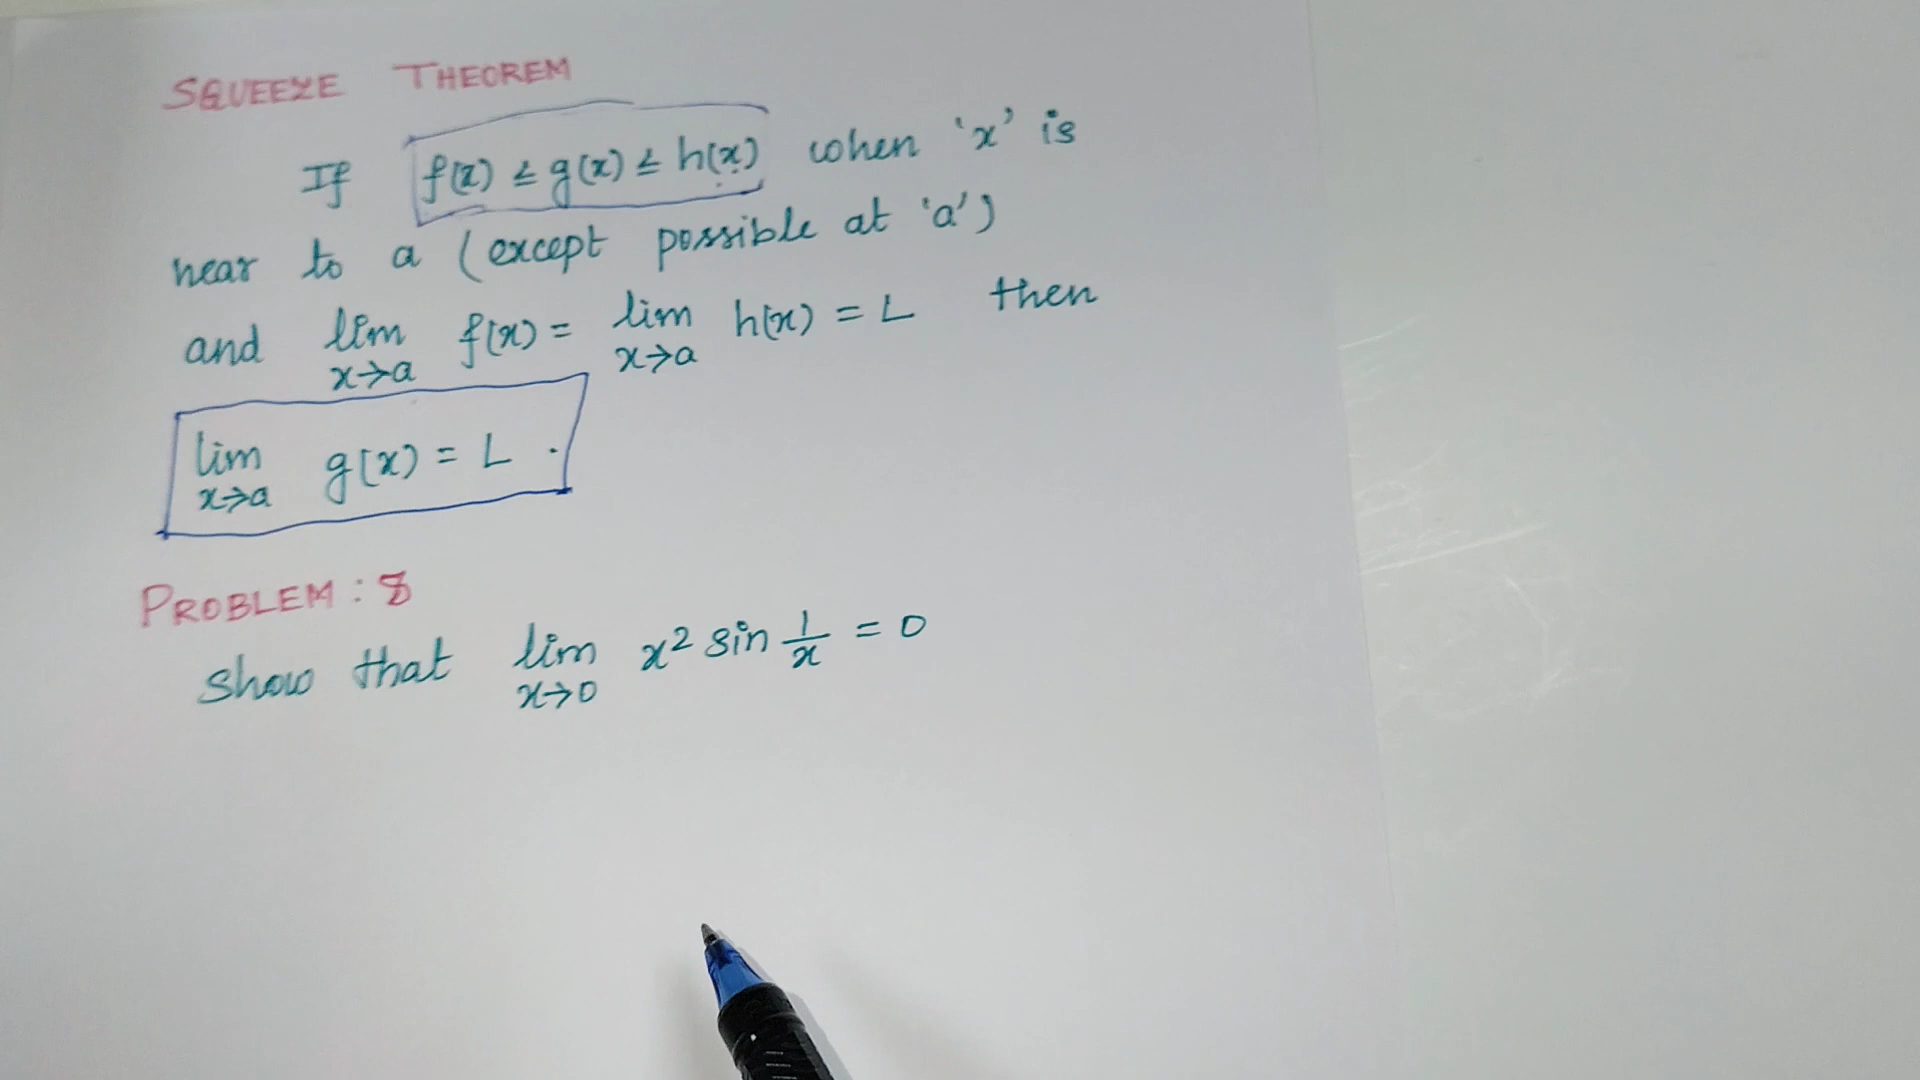 SQUEEZE THEOREM
If f(x) ≤ g(x) ≤ h(x) when 'x' is
near to a (except possible at 'a')
and lim x→a f(x) = lim x→a h(x) = L then
lim x→a g(x) = L .
PROBLEM : 8
Show that lim x→0 x² sin 1/x = 0